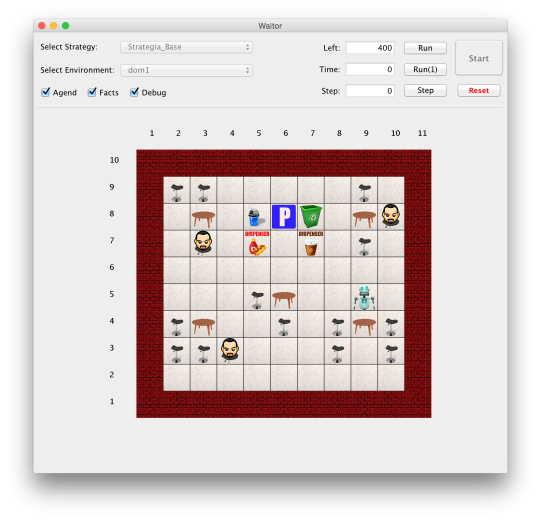 Waitor
Select Strategy: Strategia_Base Left: 400 Run Start
Select Environment: dom1 Time: 0 Run(1)
Agend Facts Debug Step: 0 Step Reset
1 2 3 4 5 6 7 8 9 10 11
10
9
8 P
7 DISPENSER DISPENSER
6
5
4
3
2
1